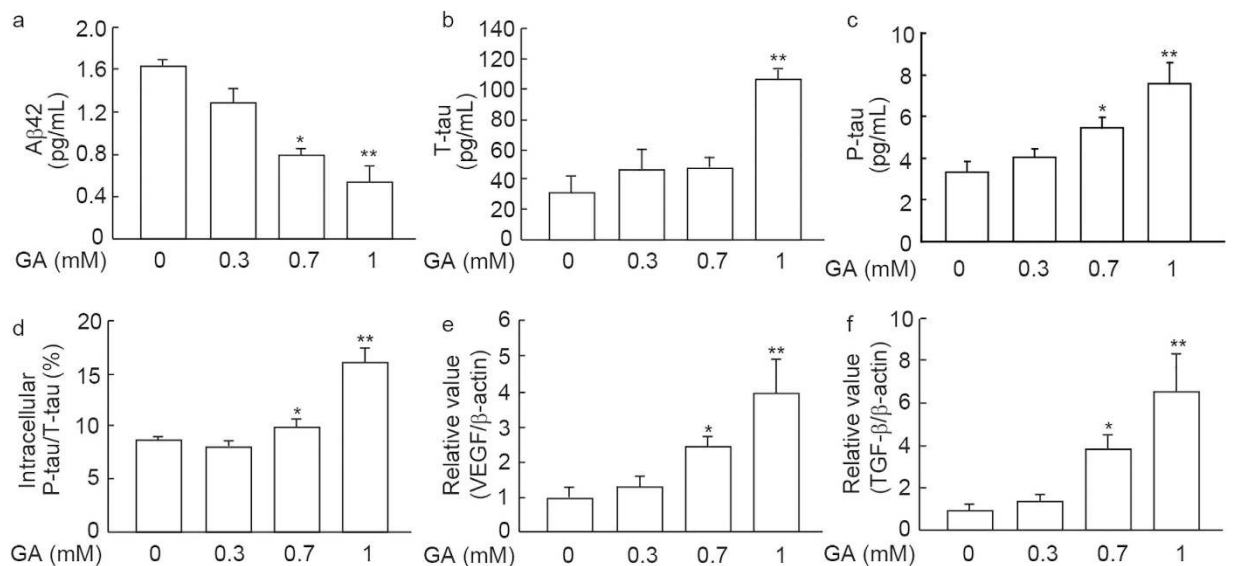 a
Aβ42
(pg/mL)
2.0
1.6
1.2
0.8
0.4
0
*
**
GA (mM) 0 0.3 0.7 1
b
T-tau
(pg/mL)
140
120
100
80
60
40
20
0
**
GA (mM) 0 0.3 0.7 1
c
P-tau
(pg/mL)
10
8
6
4
2
0
*
**
GA (mM) 0 0.3 0.7 1
d
Intracellular
P-tau/T-tau (%)
20
15
10
5
0
*
**
GA (mM) 0 0.3 0.7 1
e
Relative value
(VEGF/β-actin)
6
5
4
3
2
1
0
*
**
GA (mM) 0 0.3 0.7 1
f
Relative value
(TGF-β/β-actin)
10
8
6
4
2
0
*
**
GA (mM) 0 0.3 0.7 1